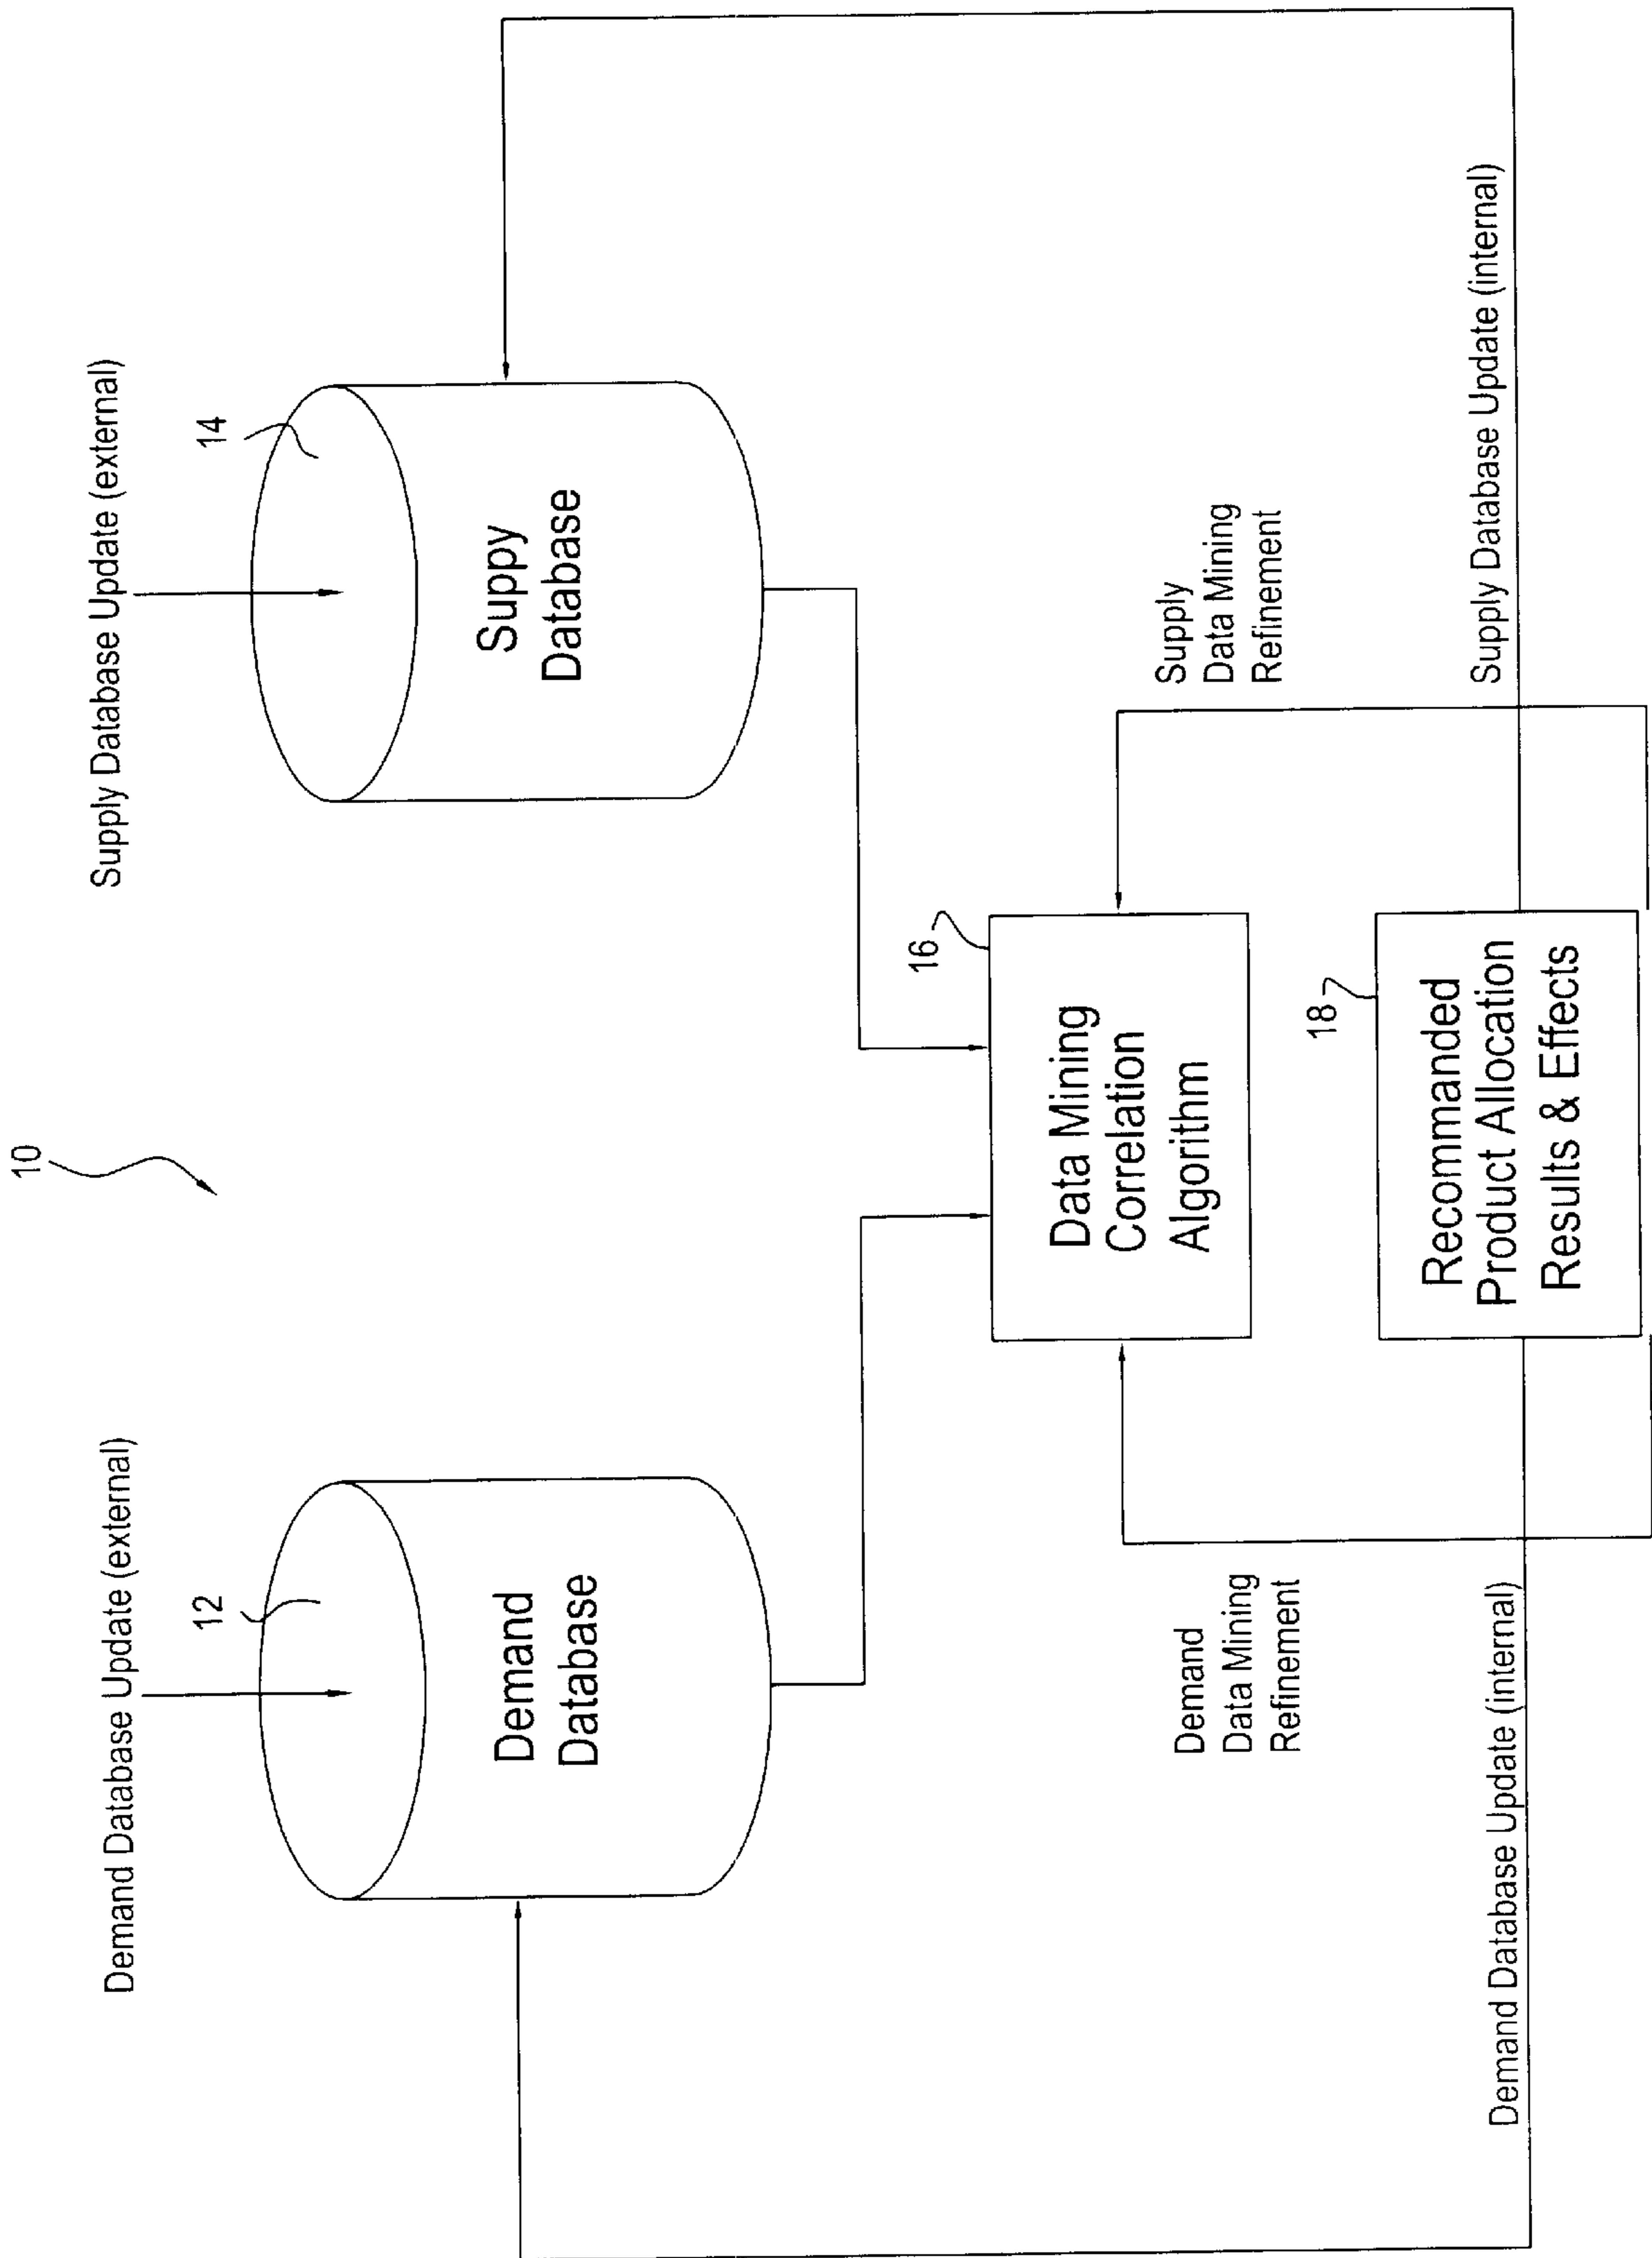 10
Demand Database Update (external)
12
Demand
Database
Supply Database Update (external)
14
Suppy
Database
16
Data Mining
Correlation
Algorithm
Demand
Data Mining
Refinement
Supply
Data Mining
Refinement
18
Recommanded
Product Allocation
Results & Effects
Demand Database Update (internal)
Supply Database Update (internal)